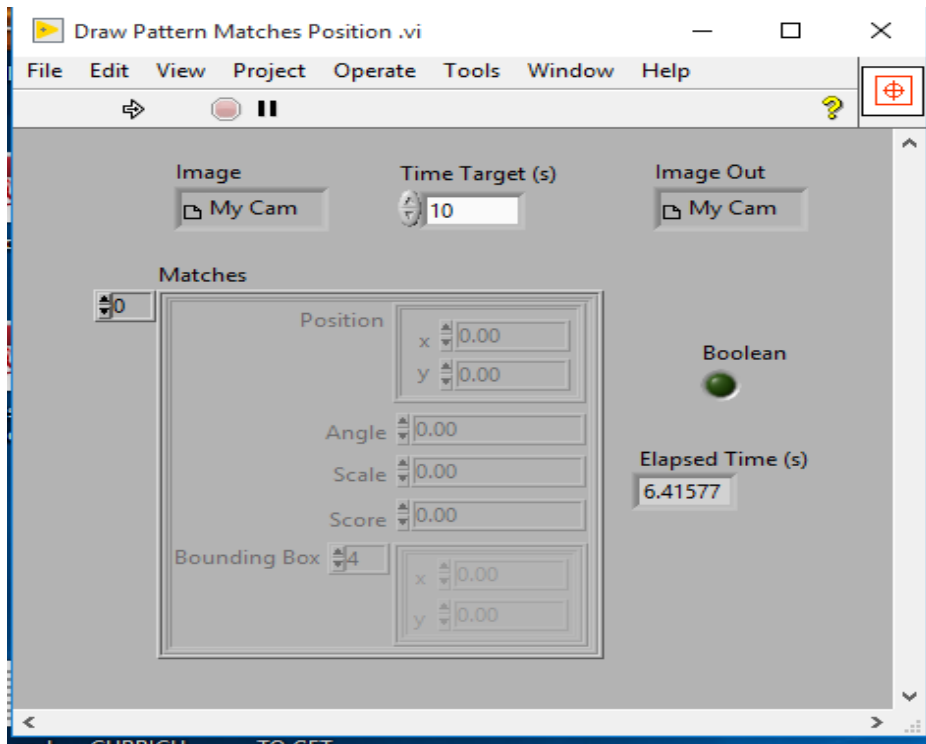 Draw Pattern Matches Position .vi
File Edit View Project Operate Tools Window Help
Image
My Cam
Time Target (s)
10
Image Out
My Cam
Matches
0
Position
x 0.00
y 0.00
Angle 0.00
Scale 0.00
Score 0.00
Bounding Box 4
x 0.00
y 0.00
Boolean
Elapsed Time (s)
6.41577